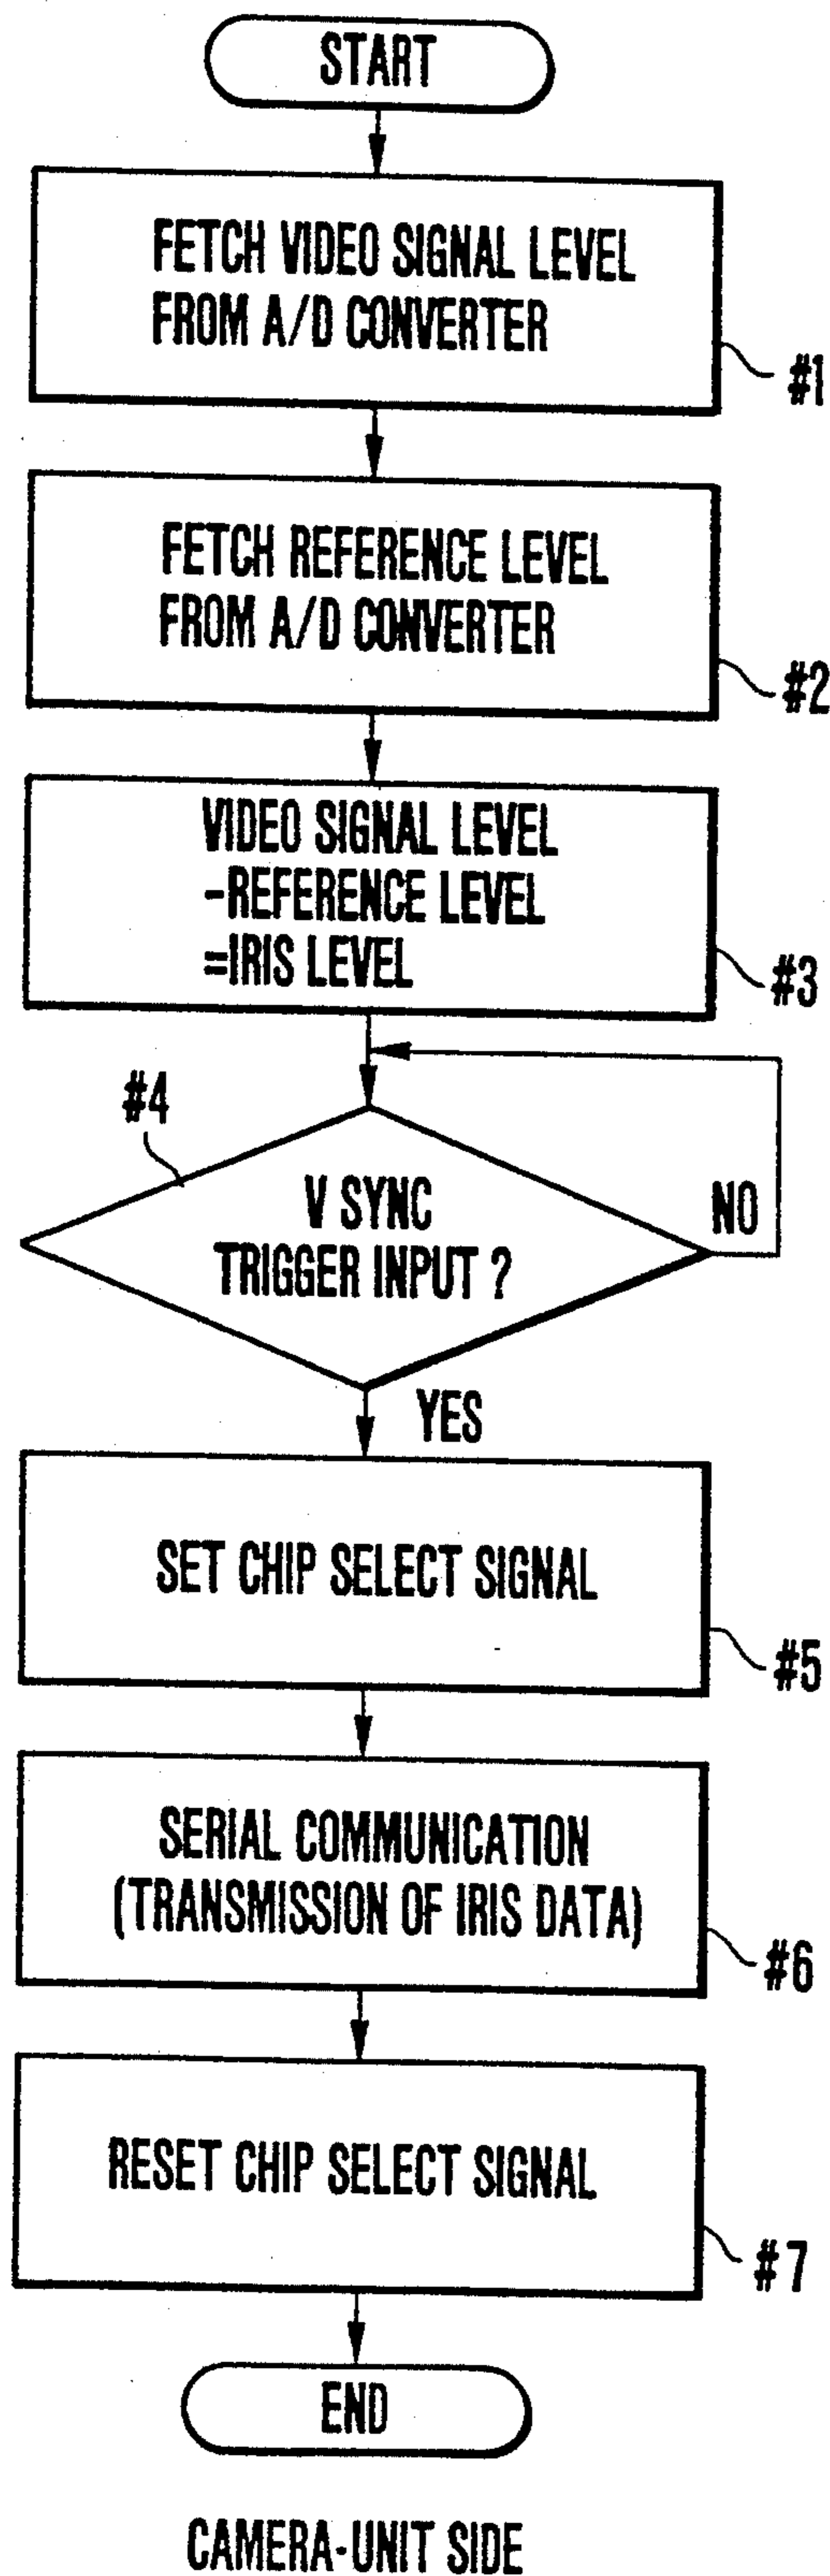 START
FETCH VIDEO SIGNAL LEVEL
FROM A/D CONVERTER
#1
FETCH REFERENCE LEVEL
FROM A/D CONVERTER
#2
VIDEO SIGNAL LEVEL
-REFERENCE LEVEL
=IRIS LEVEL
#3
#4
V SYNC
TRIGGER INPUT ?
NO
YES
SET CHIP SELECT SIGNAL
#5
SERIAL COMMUNICATION
(TRANSMISSION OF IRIS DATA)
#6
RESET CHIP SELECT SIGNAL
#7
END
CAMERA-UNIT SIDE